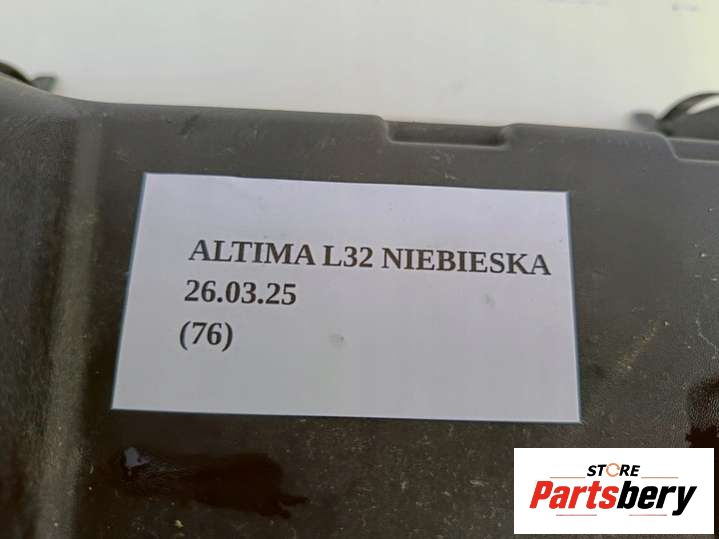 ALTIMA L32 NIEBIESKA
26.03.25
(76)
STORE
Partsbery